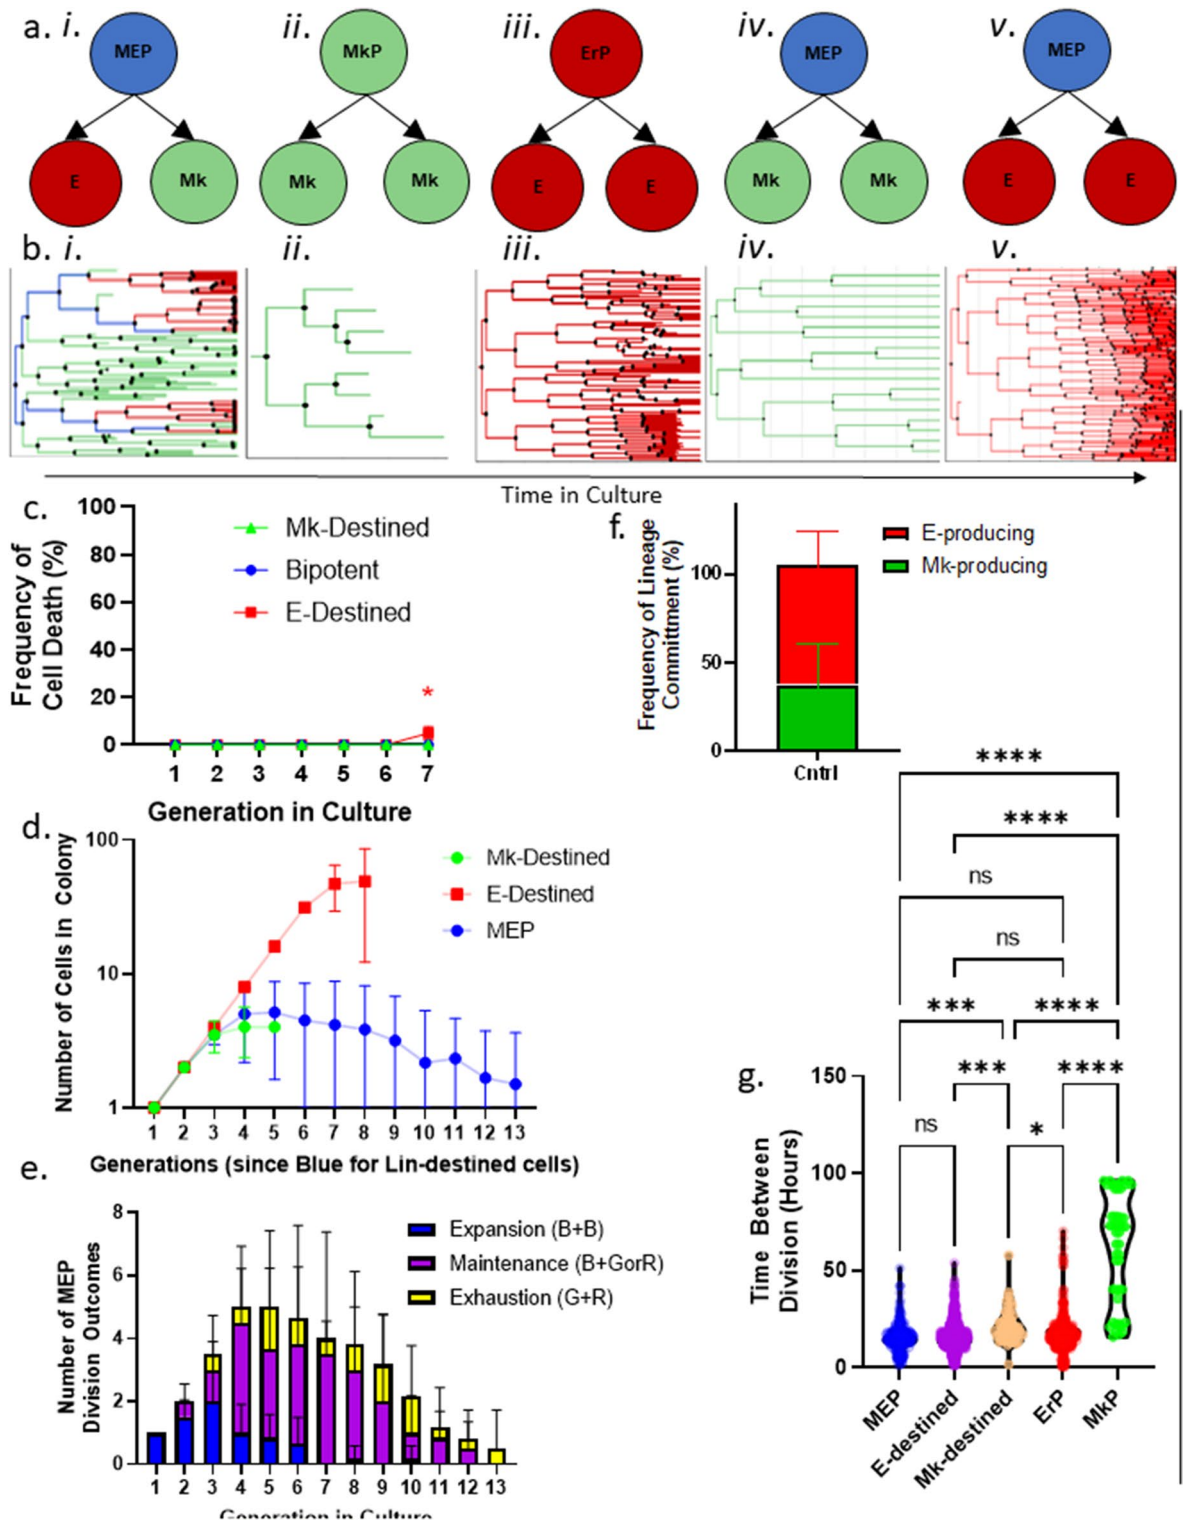 a. i. ii. iii. iv. v.
MEP MkP ErP MEP MEP
E Mk Mk Mk E E Mk Mk E E
b. i. ii. iii. iv. v.
Time in Culture
c.
Frequency of
Cell Death (%)
100
80
60
40
20
0
Mk-Destined
Bipotent
E-Destined
*
1 2 3 4 5 6 7
Generation in Culture
f.
Frequency of Lineage
Committment (%)
100
50
0
E-producing
Mk-producing
Cntrl
d.
Number of Cells in Colony
100
10
1
Mk-Destined
E-Destined
MEP
1 2 3 4 5 6 7 8 9 10 11 12 13
Generations (since Blue for Lin-destined cells)
e.
Number of MEP
Division Outcomes
8
6
4
2
0
Expansion (B+B)
Maintenance (B+GorR)
Exhaustion (G+R)
1 2 3 4 5 6 7 8 9 10 11 12 13
Generation in Culture
g.
Time Between
Division (Hours)
150
100
50
0
****
****
ns
ns
*** ****
*** ****
ns *
MEP
E-destined
Mk-destined
ErP
MkP